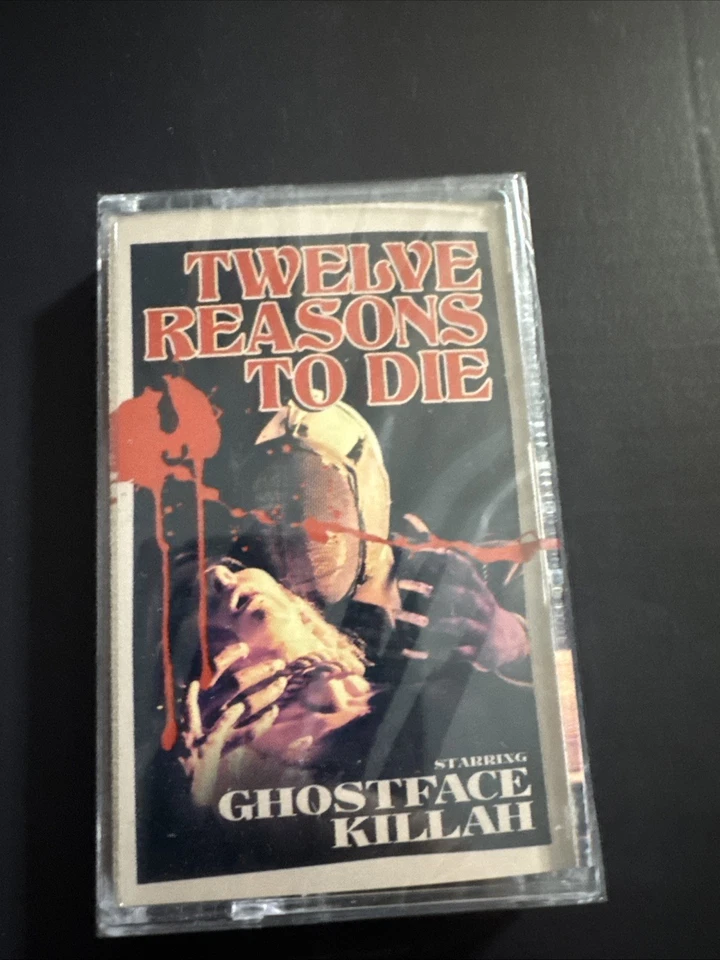 TWELVE
REASONS
TO DIE
STARRING
GHOSTFACE
KILLAH